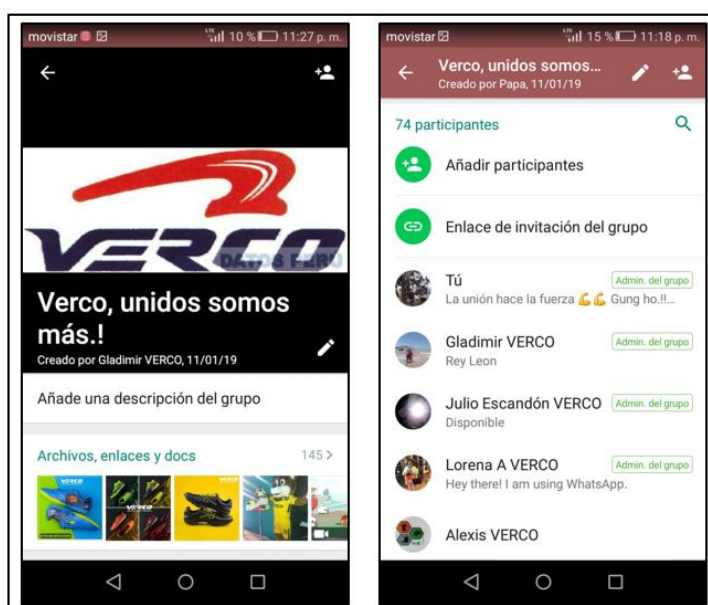 movistar LTE 10 % 11:27 p. m.
VERCO
DATOS PERU
Verco, unidos somos
más.!
Creado por Gladimir VERCO, 11/01/19
Añade una descripción del grupo
Archivos, enlaces y docs 145 >
movistar LTE 15 % 11:18 p. m.
Verco, unidos somos...
Creado por Papa, 11/01/19
74 participantes
Añadir participantes
Enlace de invitación del grupo
Tú Admin. del grupo
La unión hace la fuerza 💪💪 Gung ho.!!...
Gladimir VERCO Admin. del grupo
Rey Leon
Julio Escandón VERCO Admin. del grupo
Disponible
Lorena A VERCO Admin. del grupo
Hey there! I am using WhatsApp.
Alexis VERCO